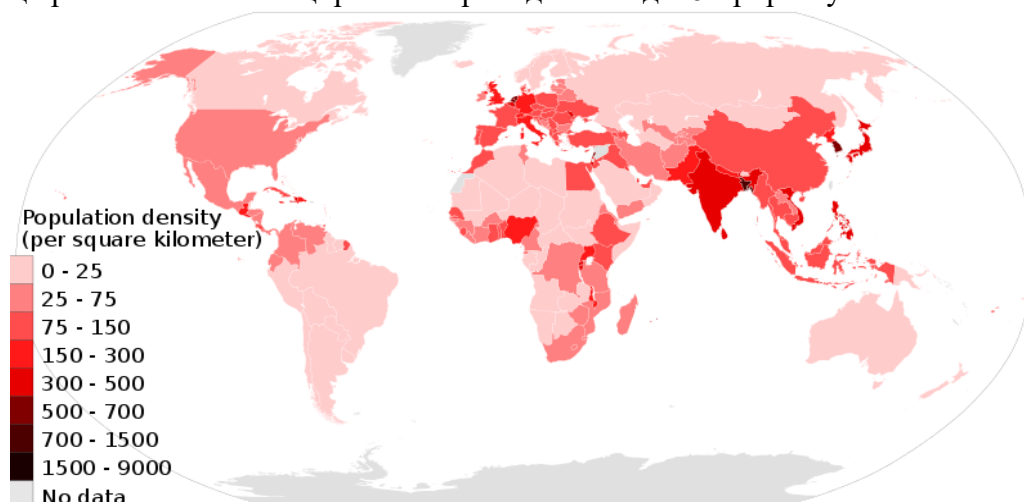 Population density
(per square kilometer)
0 - 25
25 - 75
75 - 150
150 - 300
300 - 500
500 - 700
700 - 1500
1500 - 9000
No data